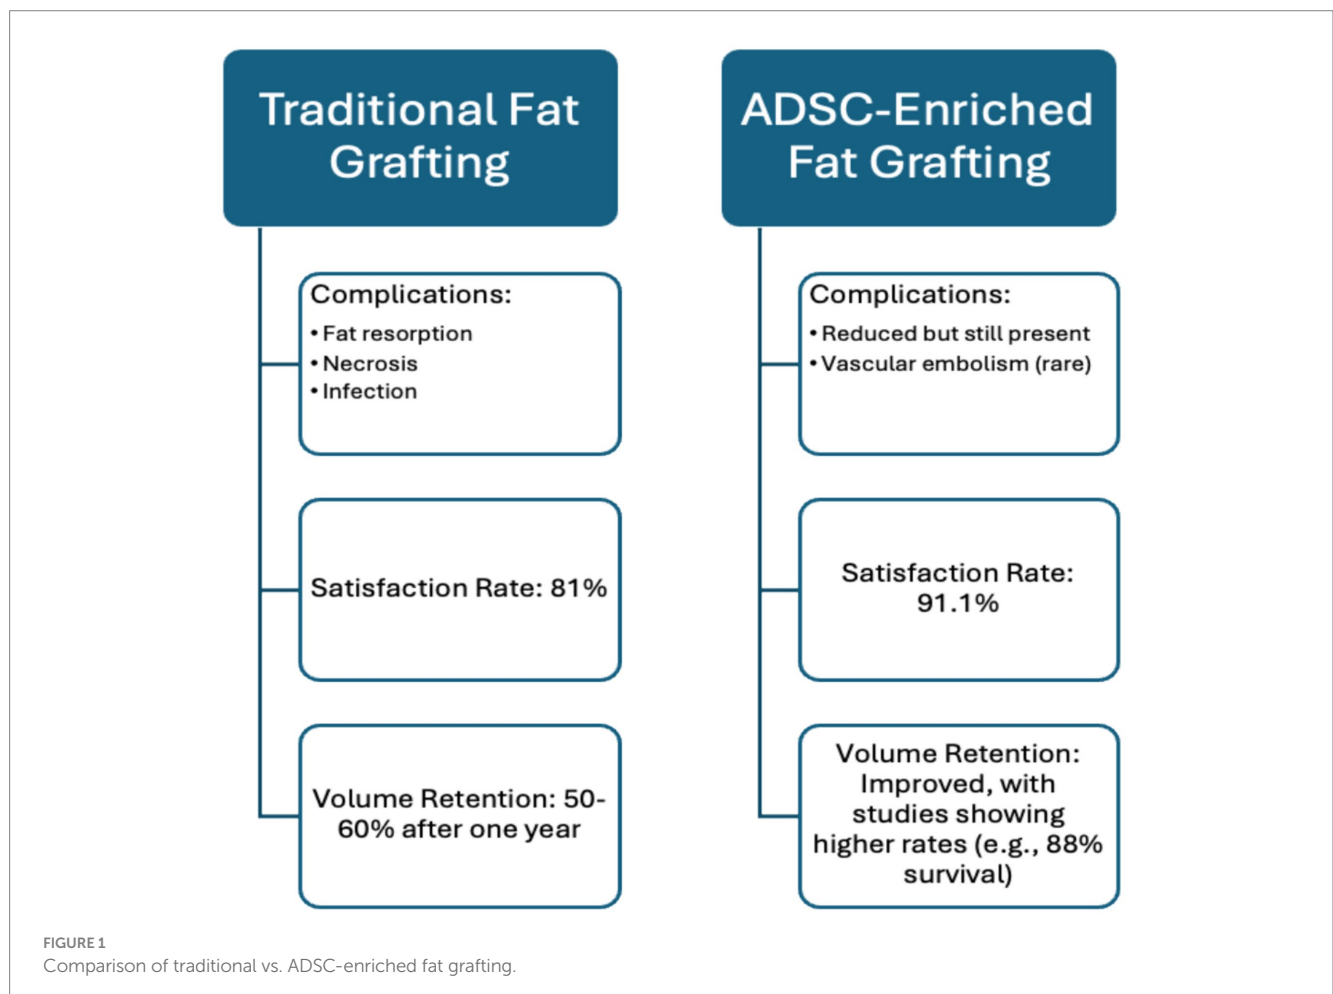 Traditional Fat
Grafting
Complications:
• Fat resorption
• Necrosis
• Infection
Satisfaction Rate: 81%
Volume Retention: 50-
60% after one year
ADSC-Enriched
Fat Grafting
Complications:
• Reduced but still present
• Vascular embolism (rare)
Satisfaction Rate:
91.1%
Volume Retention:
Improved, with
studies showing
higher rates (e.g., 88%
survival)
FIGURE 1
Comparison of traditional vs. ADSC-enriched fat grafting.